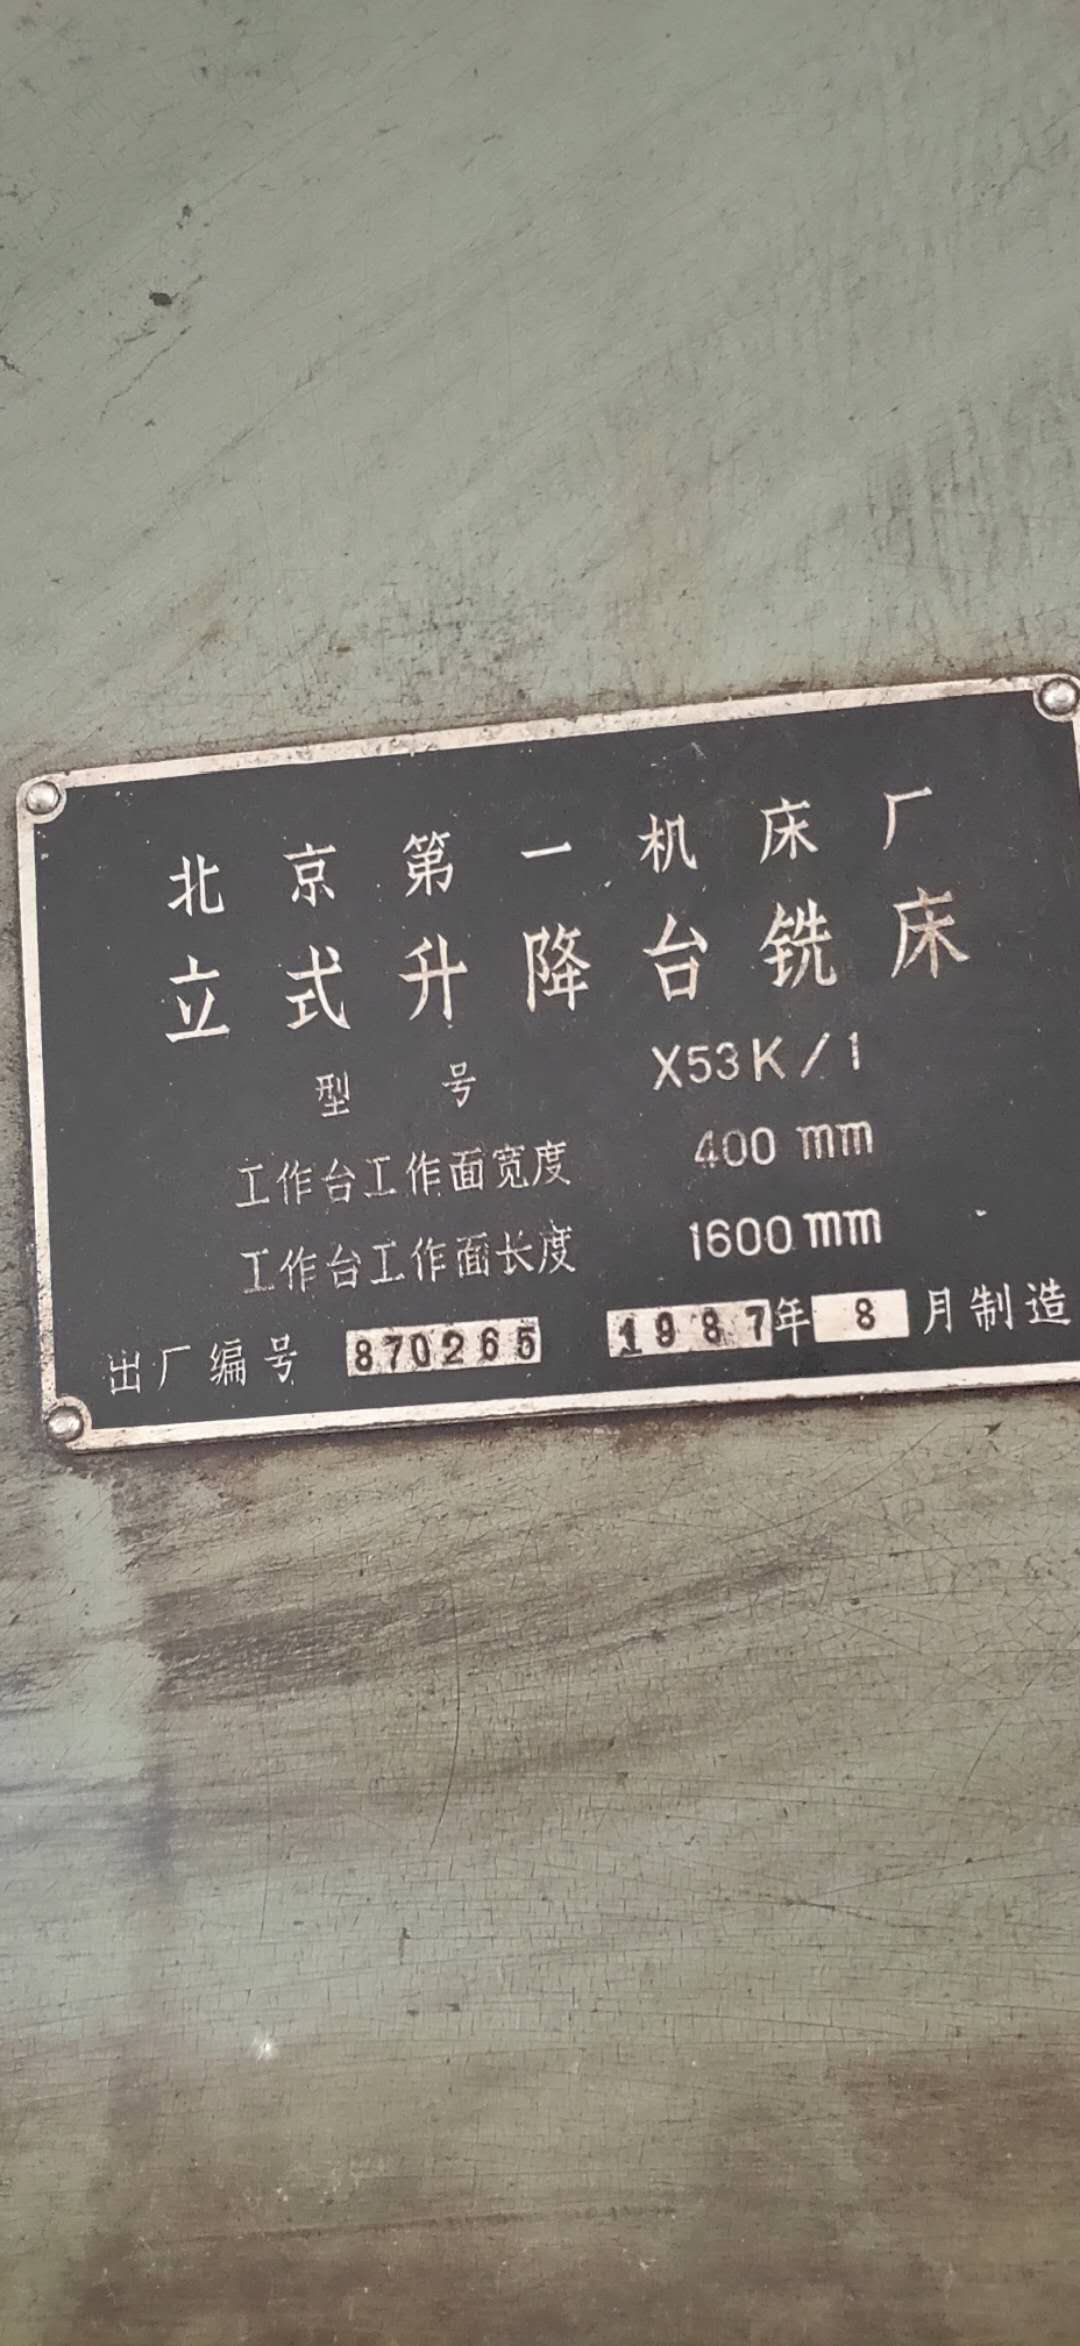 北京第一机床厂
立式升降台铣床
型号 X53K/1
工作台工作面宽度 400 mm
工作台工作面长度 1600 mm
出厂编号 870265 1987年8月制造